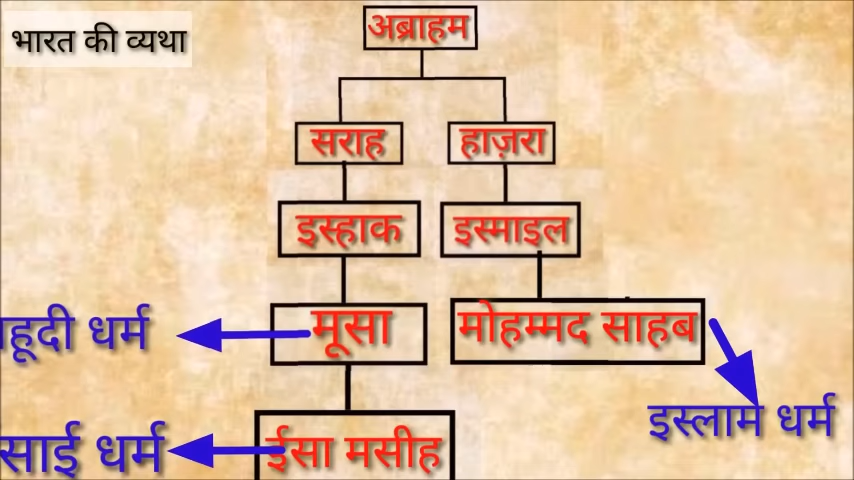 अब्राहम
भारत की व्यथा
सराह
हाज़रा
इस्हाक
इस्माइल
हूदी धर्म
मूसा
मोहम्मद साहब
इस्लाम धर्म
साई धर्म
ईसा मसीह